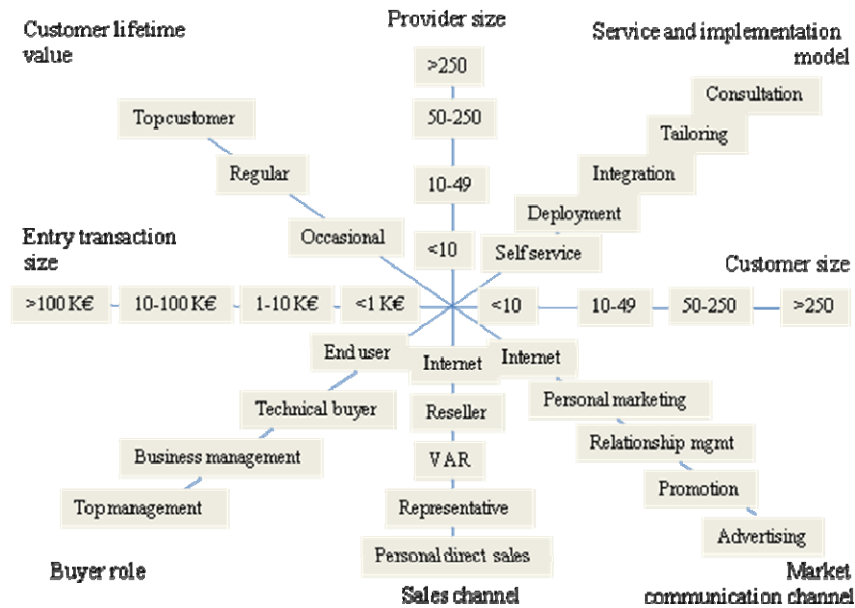 Customer lifetime
value
Provider size
Service and implementation
model
>250
Consultation
Top customer
50-250
Tailoring
Regular
10-49
Integration
Deployment
Occasional
<10
Self service
Entry transaction
size
Customer size
>100 K€
10-100 K€
1-10 K€
<1 K€
<10
10-49
50-250
>250
End user
Internet
Internet
Technical buyer
Reseller
Personal marketing
Business management
VAR
Relationship mgmt
Top management
Representative
Promotion
Personal direct sales
Advertising
Buyer role
Sales channel
Market
communication channel